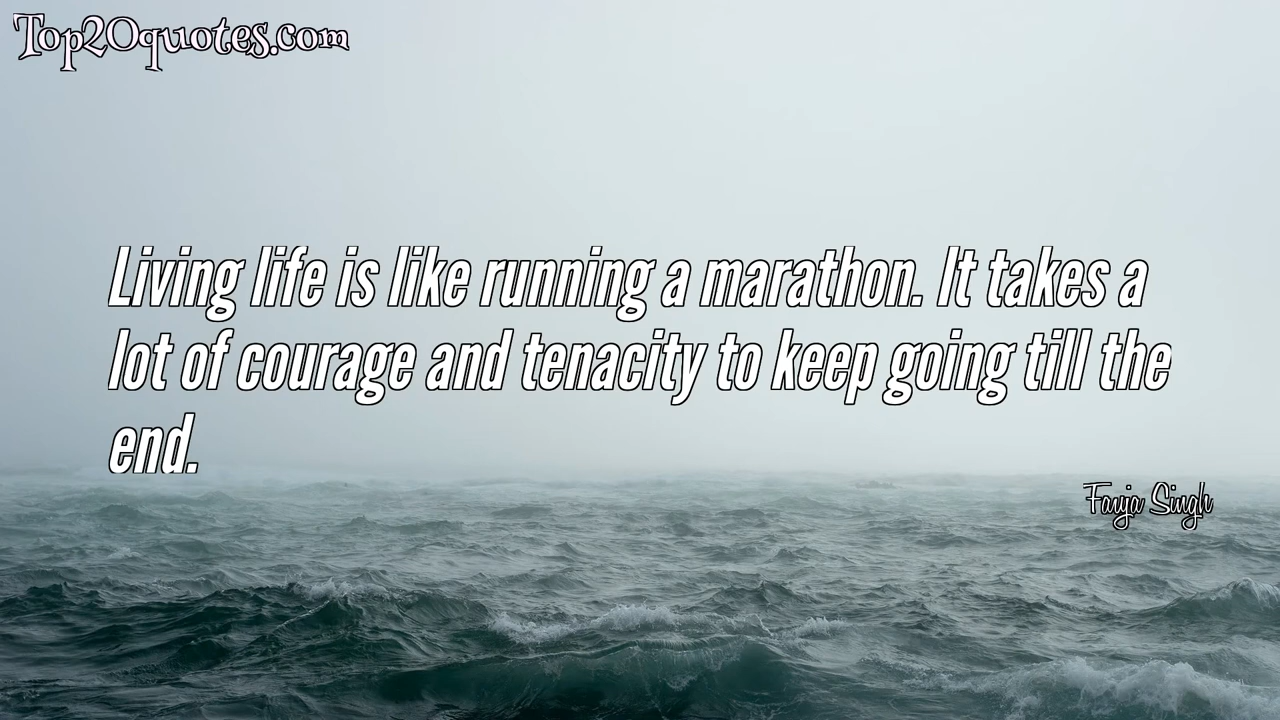 Top20quotes.com
Living life is like running a marathon. It takes a
lot of courage and tenacity to keep going till the
end.
Fauja Singh